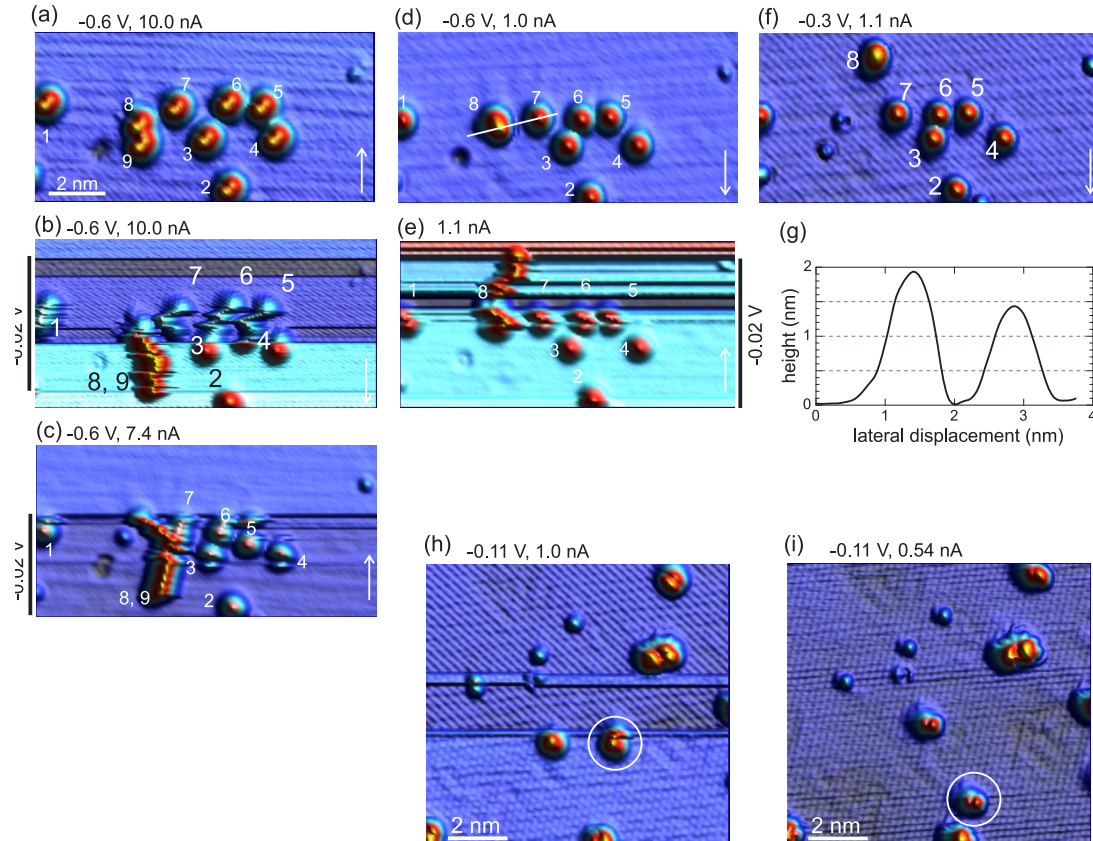 (a) -0.6 V, 10.0 nA
8 7 6 5
1 9 3 4
2
2 nm
(d) -0.6 V, 1.0 nA
1 8 7 6 5
3 4
2
(f) -0.3 V, 1.1 nA
8
7 6 5
3 4
2
(b) -0.6 V, 10.0 nA
7 6 5
1
3 4
8, 9 2
-0.02 V
(e) 1.1 nA
1 8 7 6 5
3 4
2
-0.02 V
(g)
2
1
0
height (nm)
0 1 2 3 4
lateral displacement (nm)
(c) -0.6 V, 7.4 nA
7
6
5
1 3 4
8, 9 2
-0.02 V
(h) -0.11 V, 1.0 nA
2 nm
(i) -0.11 V, 0.54 nA
2 nm